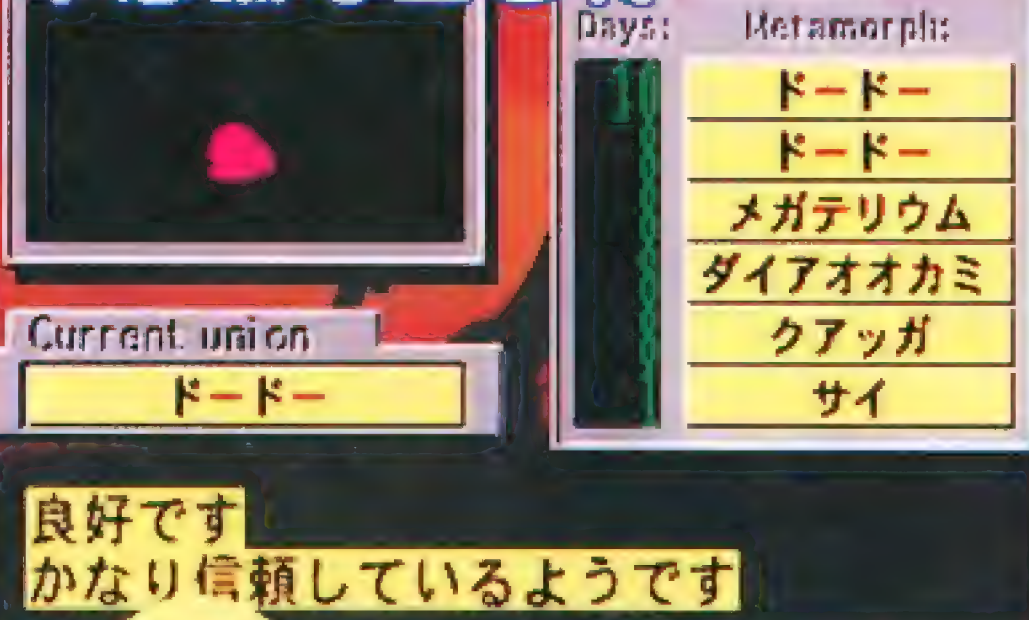 Days:
Metamorph:
ドードー
ドードー
メガテリウム
ダイアオオカミ
クアッガ
サイ
Current union
ドードー
良好です
かなり信頼しているようです